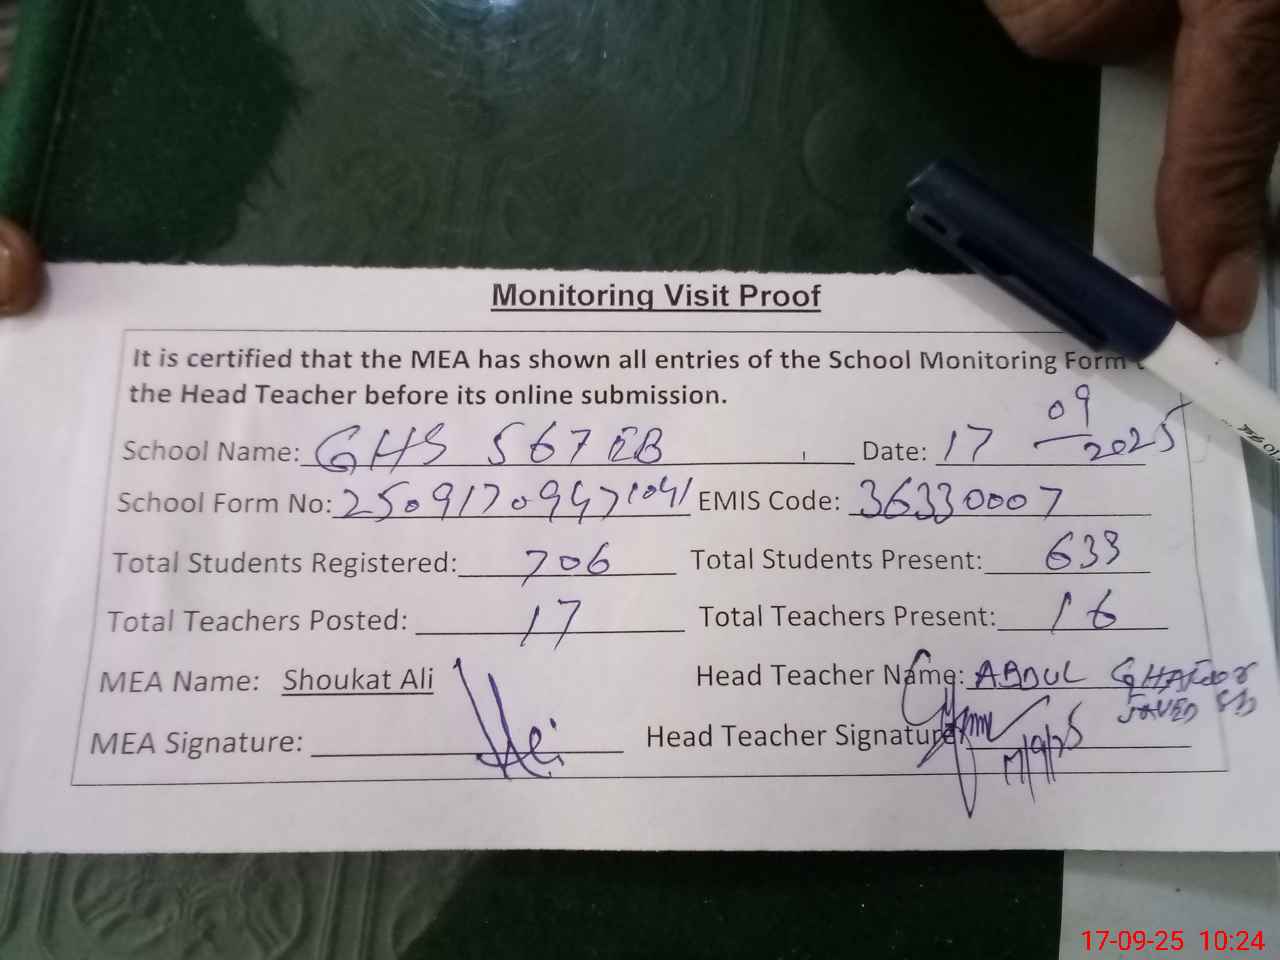 Monitoring Visit Proof
It is certified that the MEA has shown all entries of the School Monitoring Form
the Head Teacher before its online submission.
School Name: GHS 567 EB Date: 17 09 2025
School Form No: 25091709471041 EMIS Code: 36330007
Total Students Registered: 706 Total Students Present: 633
Total Teachers Posted: 17 Total Teachers Present: 16
MEA Name: Shoukat Ali Head Teacher Name: ABDUL GHAFOOR
JAVED
MEA Signature: Head Teacher Signature
17/9/25
17-09-25 10:24